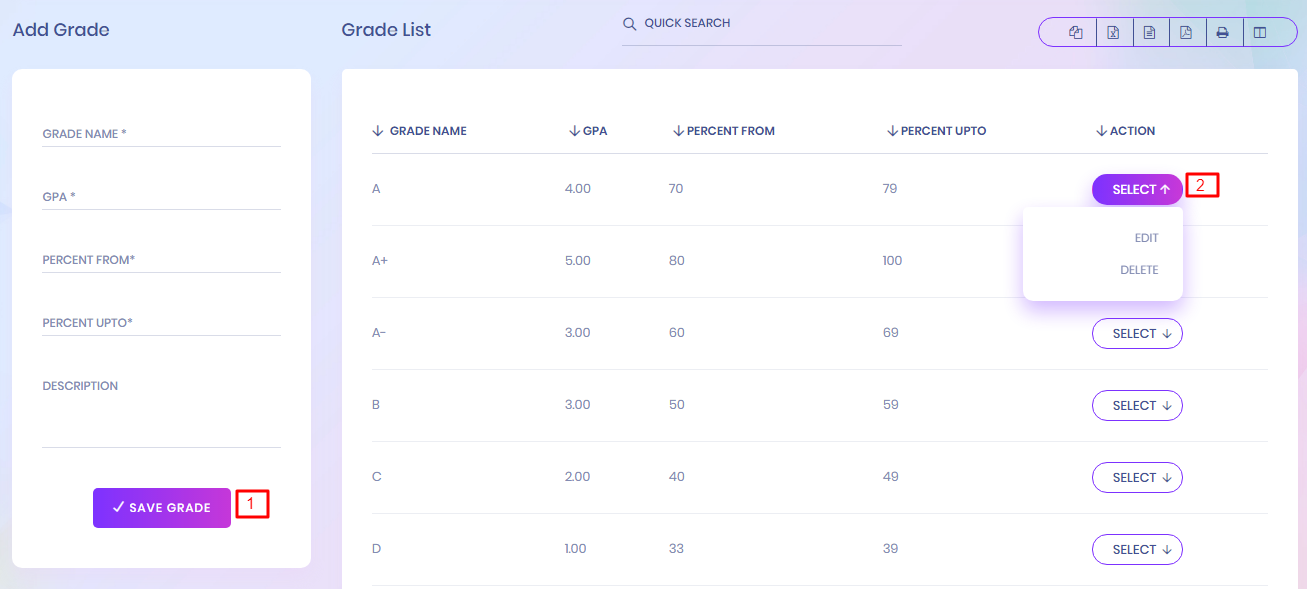 Add Grade
Grade List
QUICK SEARCH
GRADE NAME *
GPA *
PERCENT FROM*
PERCENT UPTO*
DESCRIPTION
SAVE GRADE
1
GRADE NAME GPA PERCENT FROM PERCENT UPTO ACTION
A 4.00 70 79 SELECT
2
EDIT
DELETE
A+ 5.00 80 100
A- 3.00 60 69 SELECT
B 3.00 50 59 SELECT
C 2.00 40 49 SELECT
D 1.00 33 39 SELECT